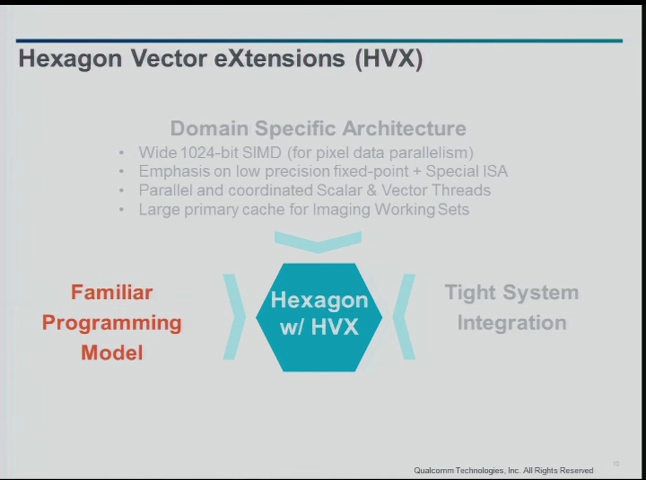 Hexagon Vector eXtensions (HVX)
Domain Specific Architecture
• Wide 1024-bit SIMD (for pixel data parallelism)
• Emphasis on low precision fixed-point + Special ISA
• Parallel and coordinated Scalar & Vector Threads
• Large primary cache for Imaging Working Sets
Familiar
Programming
Model
Hexagon
w/ HVX
Tight System
Integration
Qualcomm Technologies, Inc. All Rights Reserved